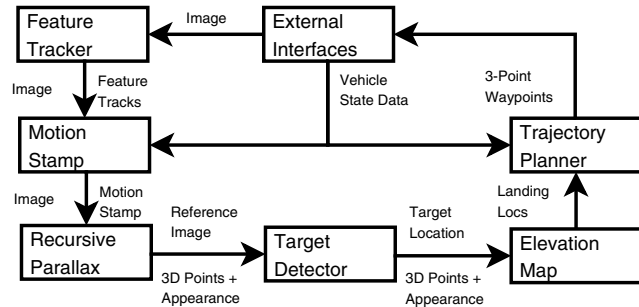 Feature
Tracker
Image
External
Interfaces
Image
Feature
Tracks
Vehicle
State Data
3-Point
Waypoints
Motion
Stamp
Trajectory
Planner
Image
Motion
Stamp
Landing
Locs
Recursive
Parallax
Reference
Image
3D Points +
Appearance
Target
Detector
Target
Location
3D Points +
Appearance
Elevation
Map